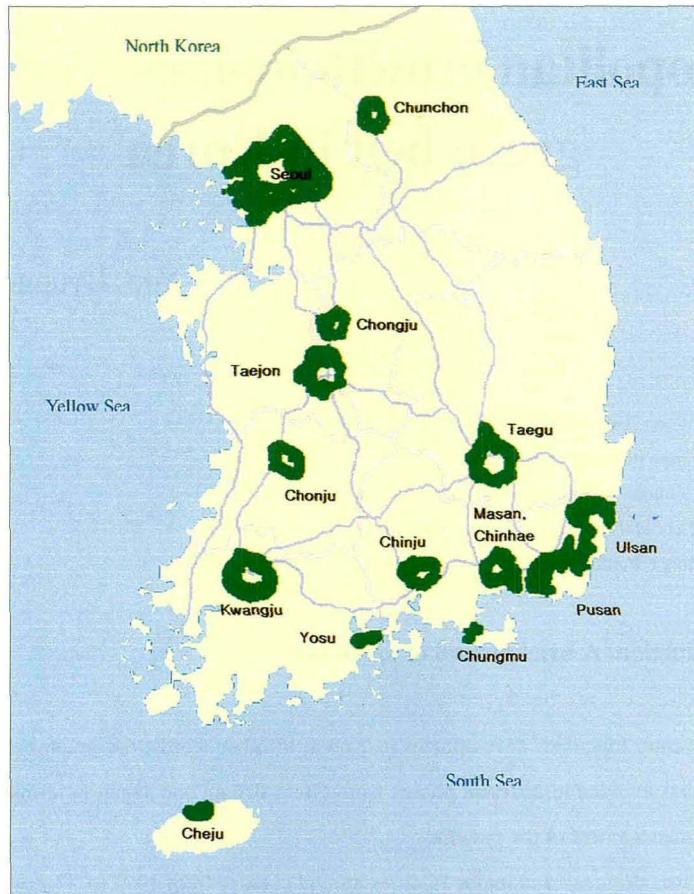 North Korea
East Sea
Chunchon
Seoul
Chongju
Taejon
Yellow Sea
Taegu
Chonju
Masan,
Chinhae
Chinju
Ulsan
Kwangju
Pusan
Yosu
Chungmu
South Sea
Cheju